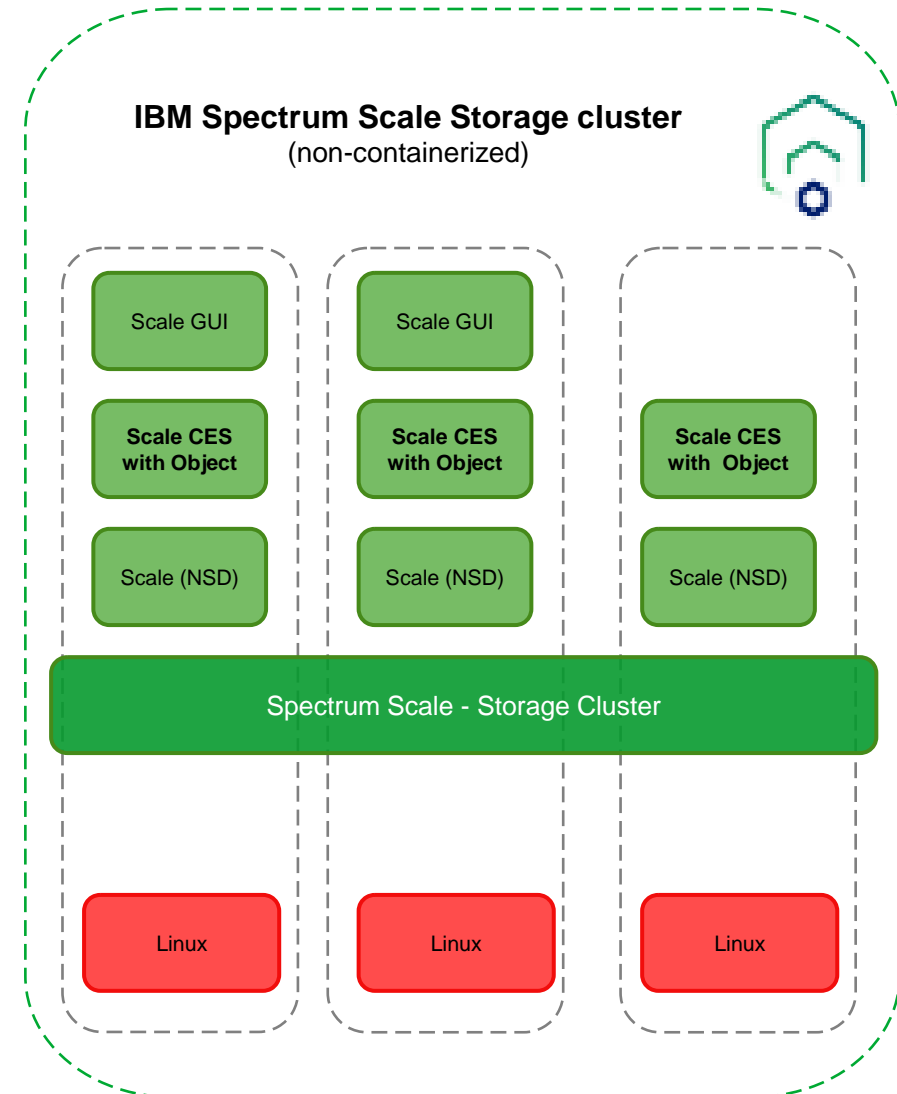 IBM Spectrum Scale Storage cluster
(non-containerized)
Scale GUI
Scale GUI
Scale CES
with Object
Scale CES
with Object
Scale CES
with  Object
Scale (NSD)
Scale (NSD)
Scale (NSD)
Spectrum Scale - Storage Cluster
Linux
Linux
Linux